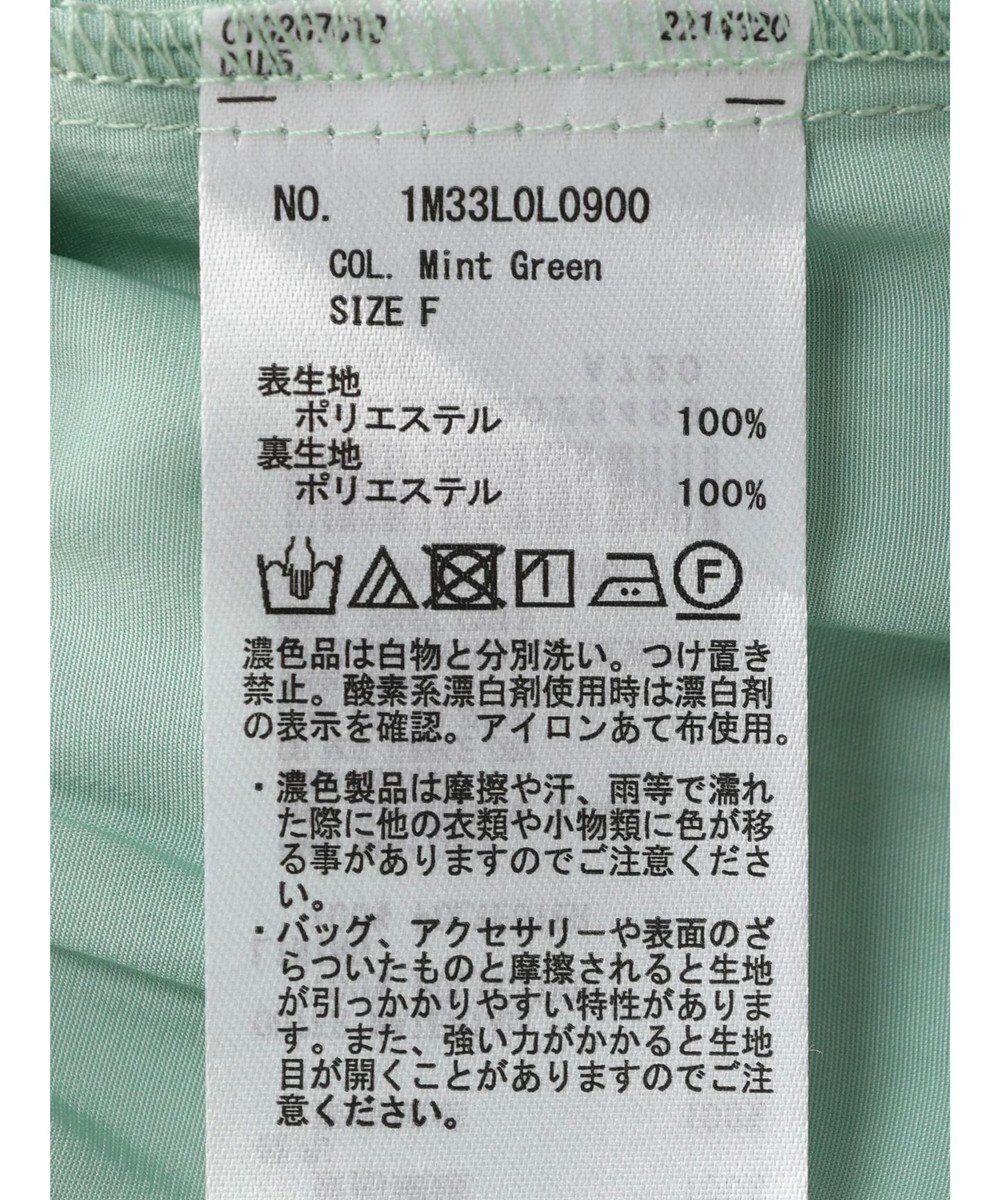 2214320
NO. 1M33L0L0900
COL. Mint Green
SIZE F
表生地
ポリエステル 100%
裏生地
ポリエステル 100%
F
濃色品は白物と分別洗い。つけ置き
禁止。酸素系漂白剤使用時は漂白剤
の表示を確認。アイロンあて布使用。
・濃色製品は摩擦や汗、雨等で濡れ
た際に他の衣類や小物類に色が移
る事がありますのでご注意くださ
い。
・バッグ、アクセサリーや表面のざ
らついたものと摩擦されると生地
が引っかかりやすい特性がありま
す。また、強い力がかかると生地
目が開くことがありますのでご注
意ください。